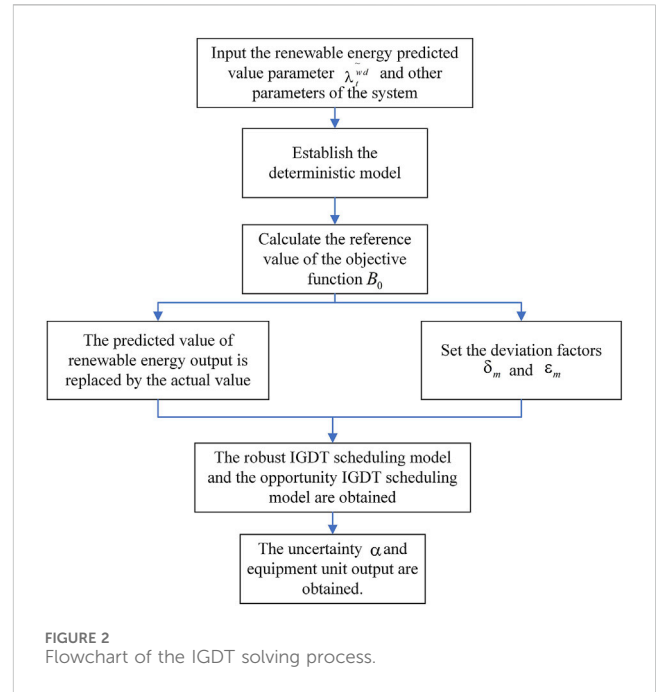 Input the renewable energy predicted
value parameter λ̃ₜʷᵈ and other
parameters of the system
Establish the
deterministic model
Calculate the reference
value of the objective
function B₀
The predicted value of
renewable energy output is
replaced by the actual value
Set the deviation factors
δₘ and εₘ
The robust IGDT scheduling model
and the opportunity IGDT scheduling
model are obtained
The uncertainty α and
equipment unit output are
obtained.
FIGURE 2
Flowchart of the IGDT solving process.